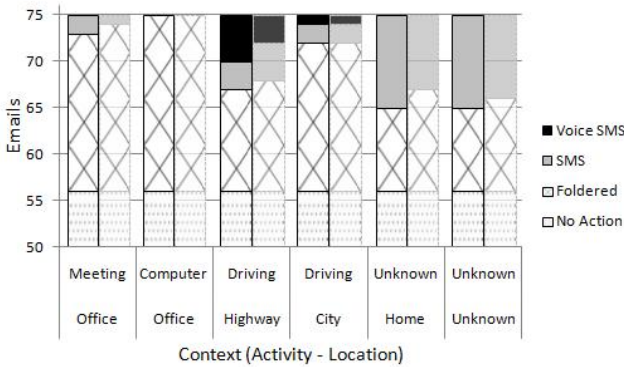 75
70
65
60
55
50
Emails
Voice SMS
SMS
Foldered
No Action
Meeting Computer Driving Driving Unknown Unknown
Office Office Highway City Home Unknown
Context (Activity - Location)